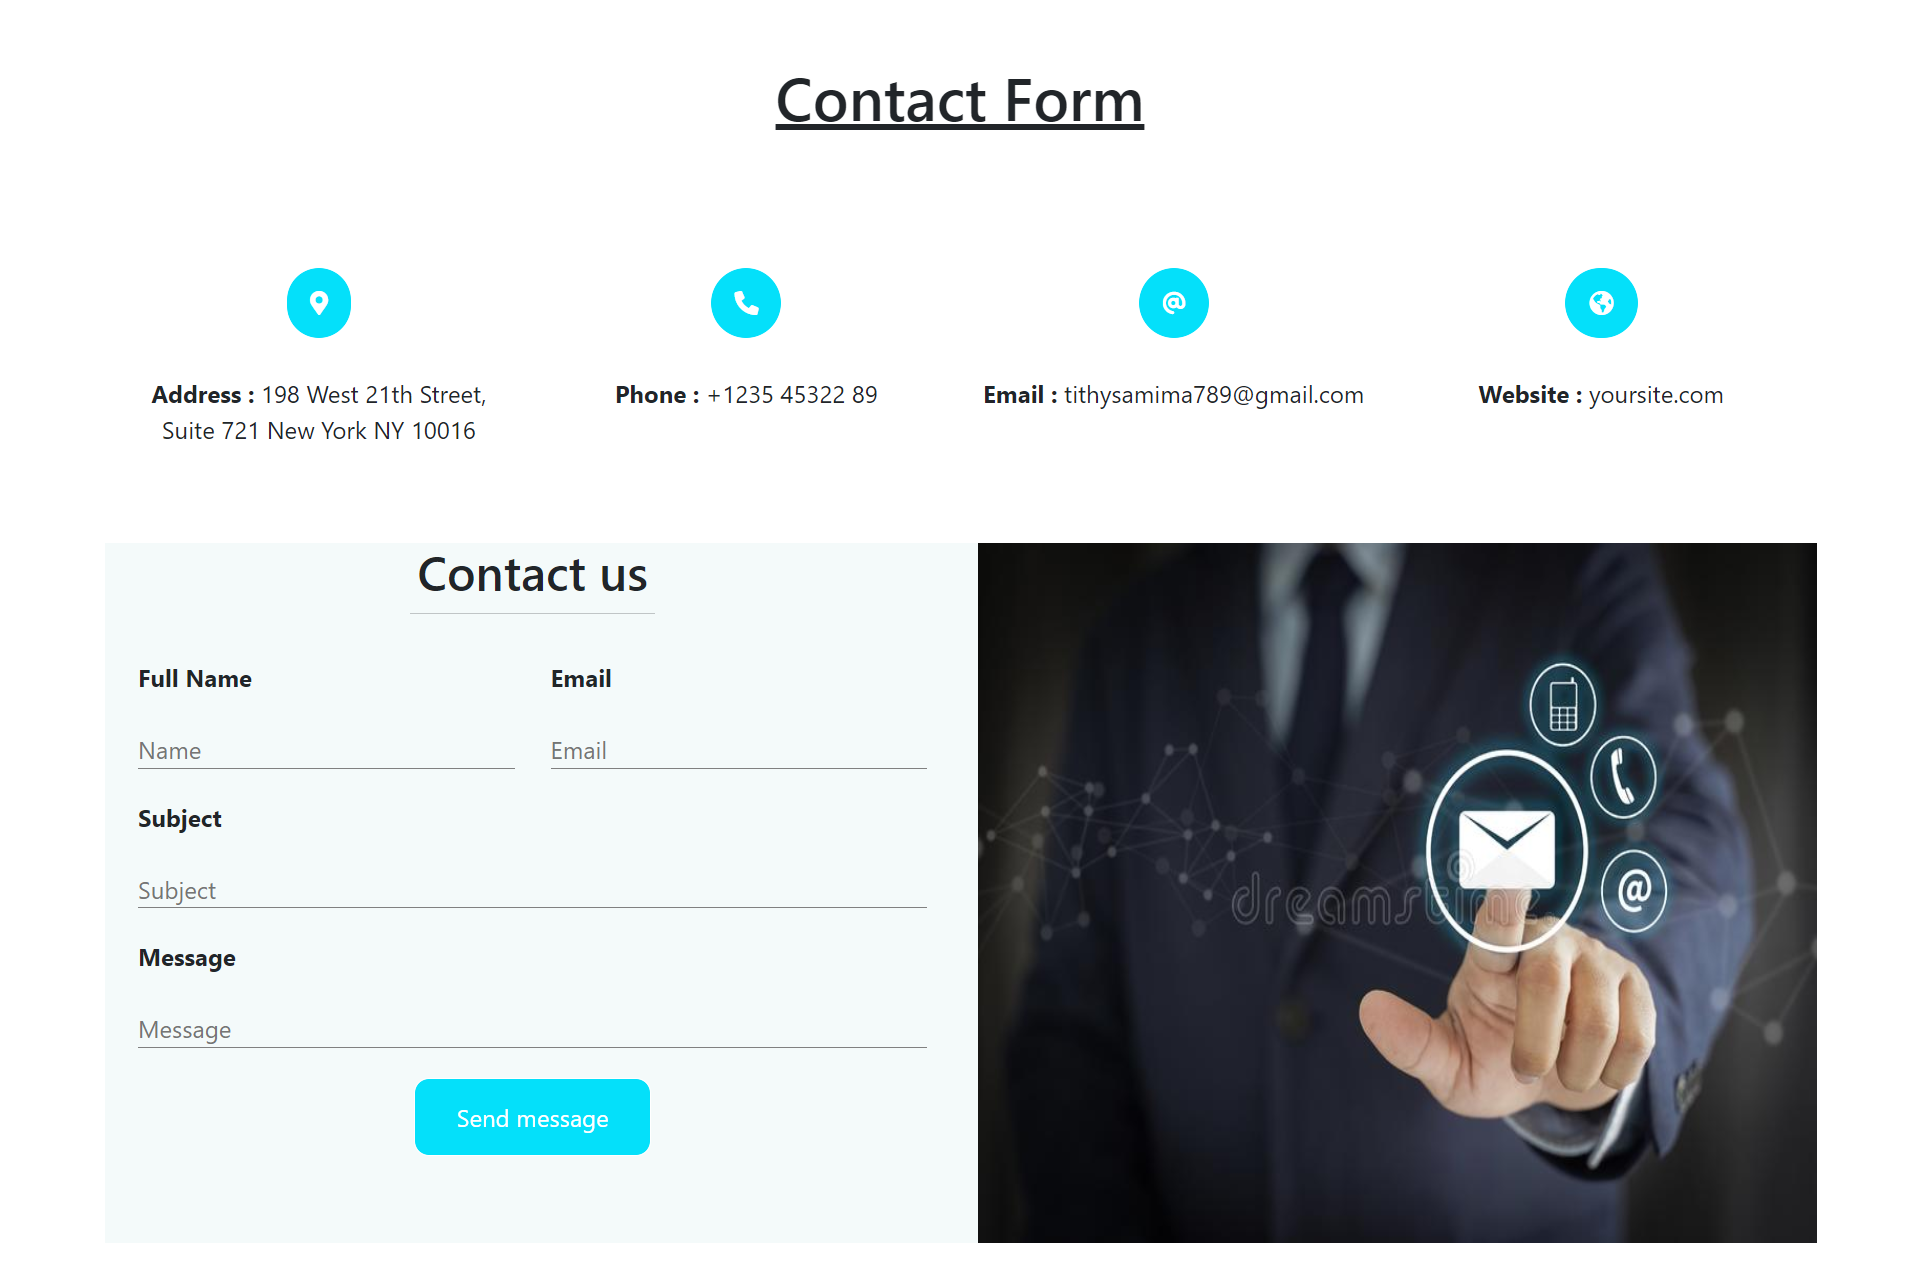 Contact Form
Address : 198 West 21th Street,
Suite 721 New York NY 10016
Phone : +1235 45322 89
Email : tithysamima789@gmail.com
Website : yoursite.com
Contact us
Full Name
Email
Name
Email
Subject
Subject
Message
Message
Send message
@
dreamstime